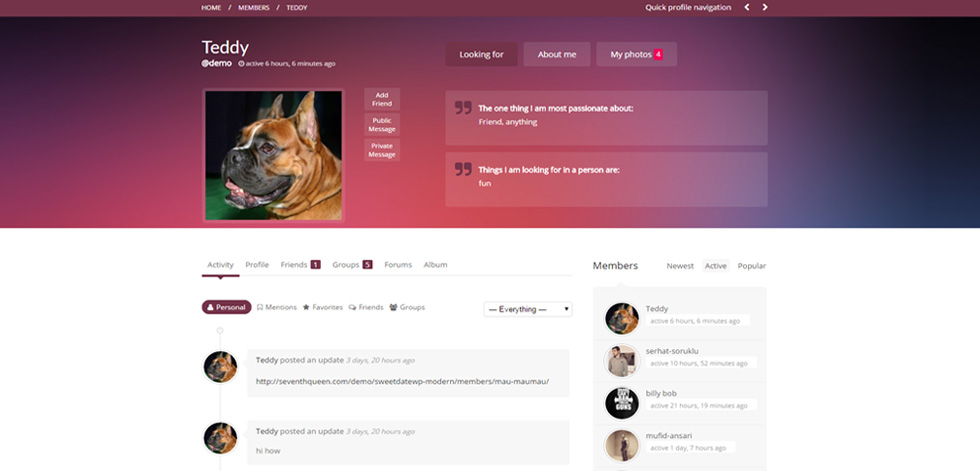 HOME / MEMBERS / TEDDY
Quick profile navigation
Teddy
@demo active 6 hours, 6 minutes ago
Looking for
About me
My photos 4
Add
Friend
Public
Message
Private
Message
The one thing I am most passionate about:
Friend, anything
Things I am looking for in a person are:
fun
Activity Profile Friends 1 Groups 5 Forums Album
Personal Mentions Favorites Friends Groups
— Everything —
Teddy posted an update 3 days, 20 hours ago
http://seventhqueen.com/demo/sweetdatewp-modern/members/mau-maumau/
Teddy posted an update 3 days, 20 hours ago
hi how
Members Newest Active Popular
Teddy
active 6 hours, 6 minutes ago
serhat-soruklu
active 10 hours, 52 minutes ago
billy bob
GUNS
active 21 hours, 19 minutes ago
mufid-ansari
active 1 day, 7 hours ago